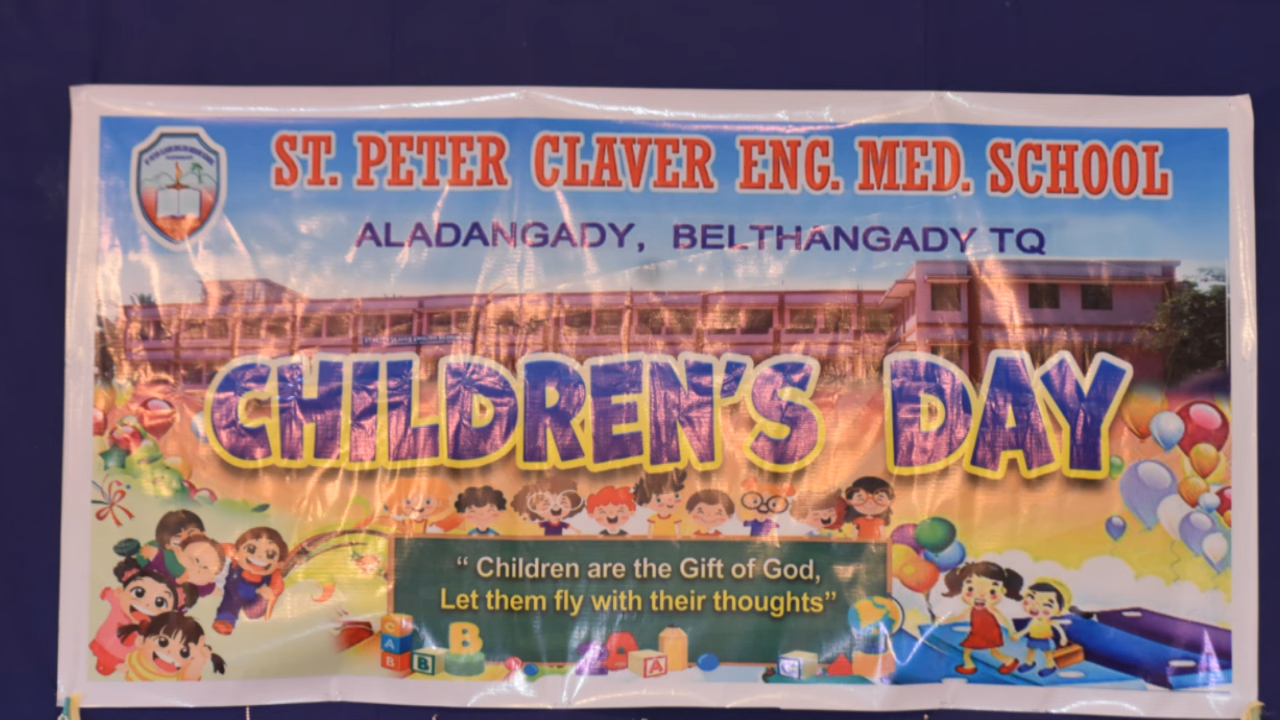 ST. PETER CLAVER ENG. MED. SCHOOL
ALADANGADY, BELTHANGADY TQ
CHILDREN'S DAY
“ Children are the Gift of God,
Let them fly with their thoughts”
C
A
B
B
B
A